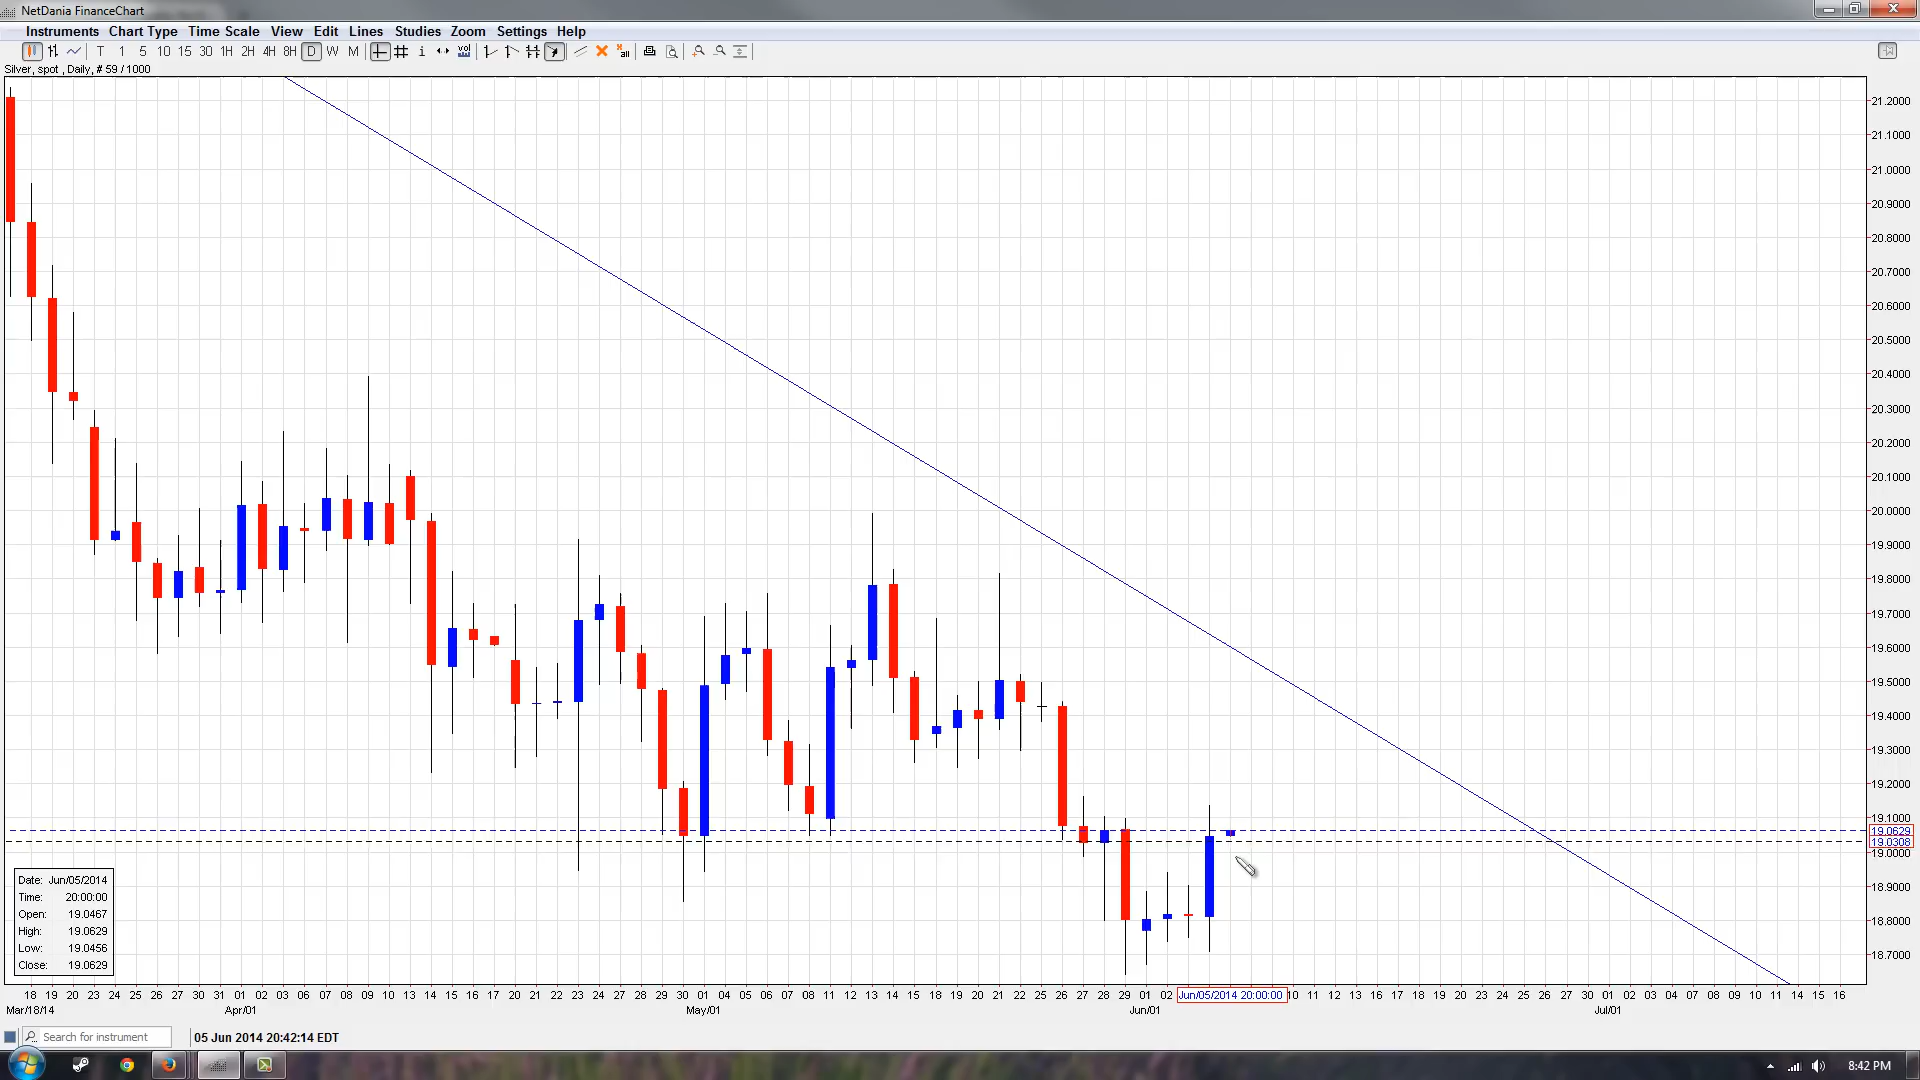 NetDania FinanceChart
Instruments Chart Type Time Scale View Edit Lines Studies Zoom Settings Help
T 1 5 10 15 30 1H 2H 4H 8H D W M i vol all
Silver, spot , Daily, # 59 / 1000
21.2000
21.1000
21.0000
20.9000
20.8000
20.7000
20.6000
20.5000
20.4000
20.3000
20.2000
20.1000
20.0000
19.9000
19.8000
19.7000
19.6000
19.5000
19.4000
19.3000
19.2000
19.1000
19.0629
19.0308
19.0000
18.9000
18.8000
18.7000
Date: Jun/05/2014
Time: 20:00:00
Open: 19.0467
High: 19.0629
Low: 19.0456
Close: 19.0629
18 19 20 23 24 25 26 27 30 31 01 02 03 04 07 08 09 10 11 13 14 15 16 17 20 21 22 23 24 27 28 29 30 01 04 05 06 07 08 11 12 13 14 15 18 19 20 21 22 25 26 27 28 29 01 02 Jun/05/2014 20:00:00 10 11 12 13 16 17 18 19 20 23 24 25 26 27 30 01 02 03 04 07 08 09 10 11 14 15 16
Mar/18/14 Apr/01 May/01 Jun/01 Jul/01
Search for instrument 05 Jun 2014 20:42:14 EDT
8:42 PM